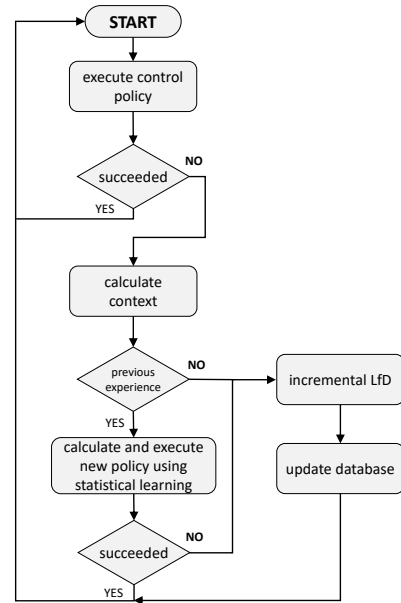 START
execute control
policy
NO
succeeded
YES
calculate
context
NO
previous
experience
incremental LfD
YES
calculate and execute
new policy using
statistical learning
update database
NO
succeeded
YES